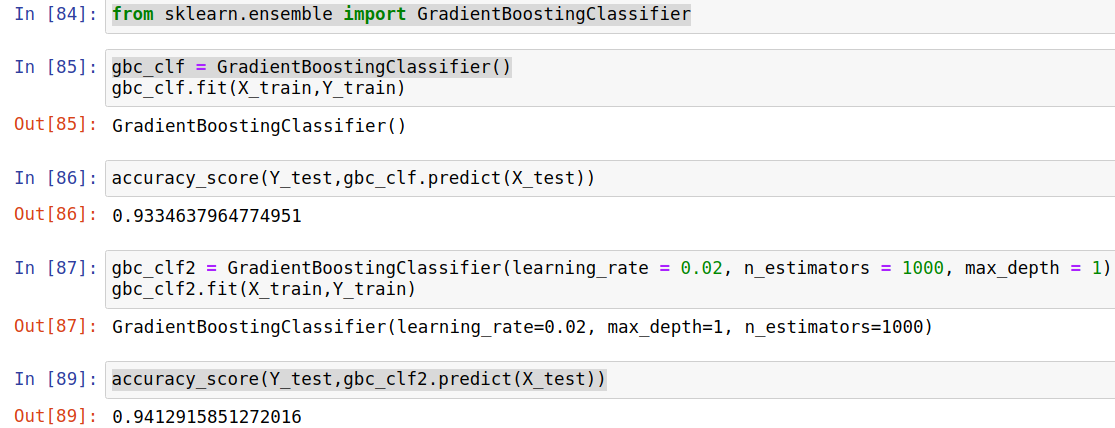 In [84]: from sklearn.ensemble import GradientBoostingClassifier
In [85]: gbc_clf = GradientBoostingClassifier()
gbc_clf.fit(X_train,Y_train)
Out[85]: GradientBoostingClassifier()
In [86]: accuracy_score(Y_test,gbc_clf.predict(X_test))
Out[86]: 0.9334637964774951
In [87]: gbc_clf2 = GradientBoostingClassifier(learning_rate = 0.02, n_estimators = 1000, max_depth = 1)
gbc_clf2.fit(X_train,Y_train)
Out[87]: GradientBoostingClassifier(learning_rate=0.02, max_depth=1, n_estimators=1000)
In [89]: accuracy_score(Y_test,gbc_clf2.predict(X_test))
Out[89]: 0.9412915851272016